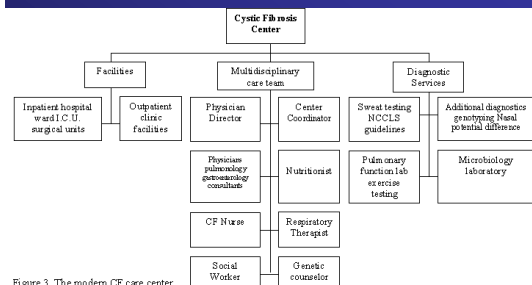 Cystic Fibrosis
Center
Facilities
Multidisciplinary
care team
Diagnostic
Services
Inpatient hospital
ward I.C.U.
surgical units
Outpatient
clinic
facilities
Physician
Director
Center
Coordinator
Sweat testing
NCCLS
guidelines
Additional diagnostics
genotyping Nasal
potential difference
Physicians
pulmonology
gastroenterology
consultants
Nutritionist
Pulmonary
function lab
exercise
testing
Microbiology
laboratory
CF Nurse
Respiratory
Therapist
Social
Worker
Genetic
counselor
Figure 3. The modern CF care center